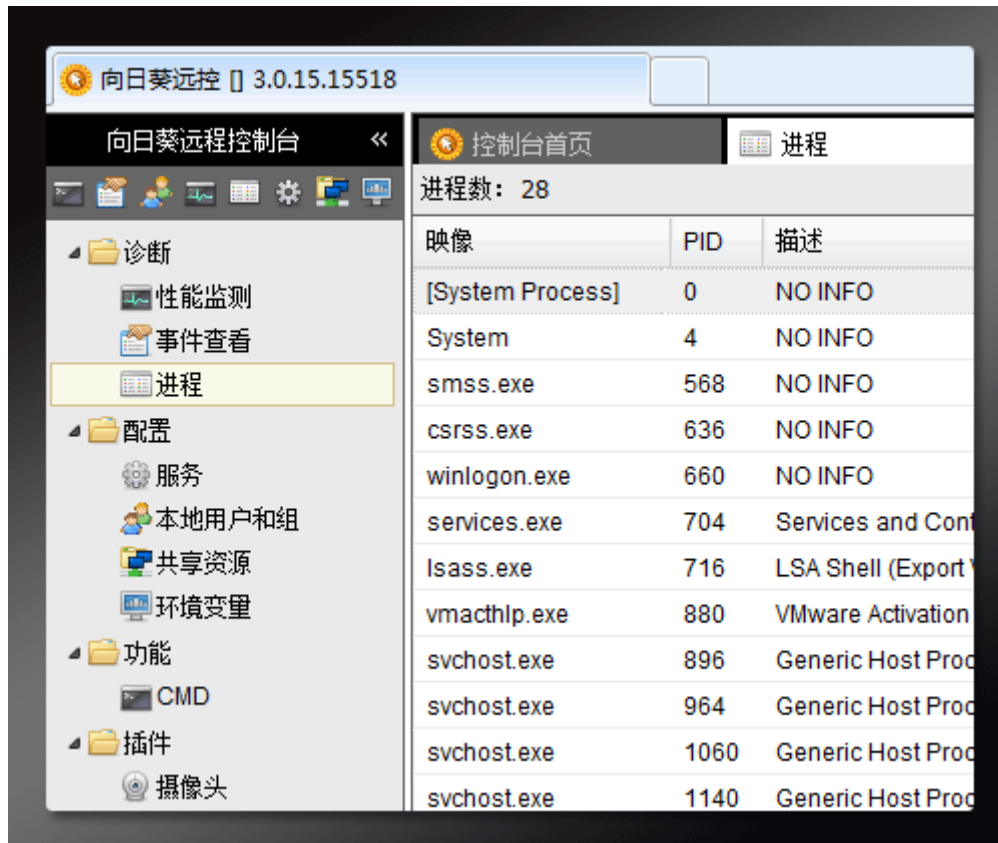 向日葵远控 [] 3.0.15.15518
向日葵远程控制台 «
控制台首页 进程
进程数: 28
诊断
性能监测
事件查看
进程
配置
服务
本地用户和组
共享资源
环境变量
功能
CMD
插件
摄像头
映像 PID 描述
[System Process] 0 NO INFO
System 4 NO INFO
smss.exe 568 NO INFO
csrss.exe 636 NO INFO
winlogon.exe 660 NO INFO
services.exe 704 Services and Cont
lsass.exe 716 LSA Shell (Export
vmacthlp.exe 880 VMware Activation
svchost.exe 896 Generic Host Proc
svchost.exe 964 Generic Host Proc
svchost.exe 1060 Generic Host Proc
svchost.exe 1140 Generic Host Proc